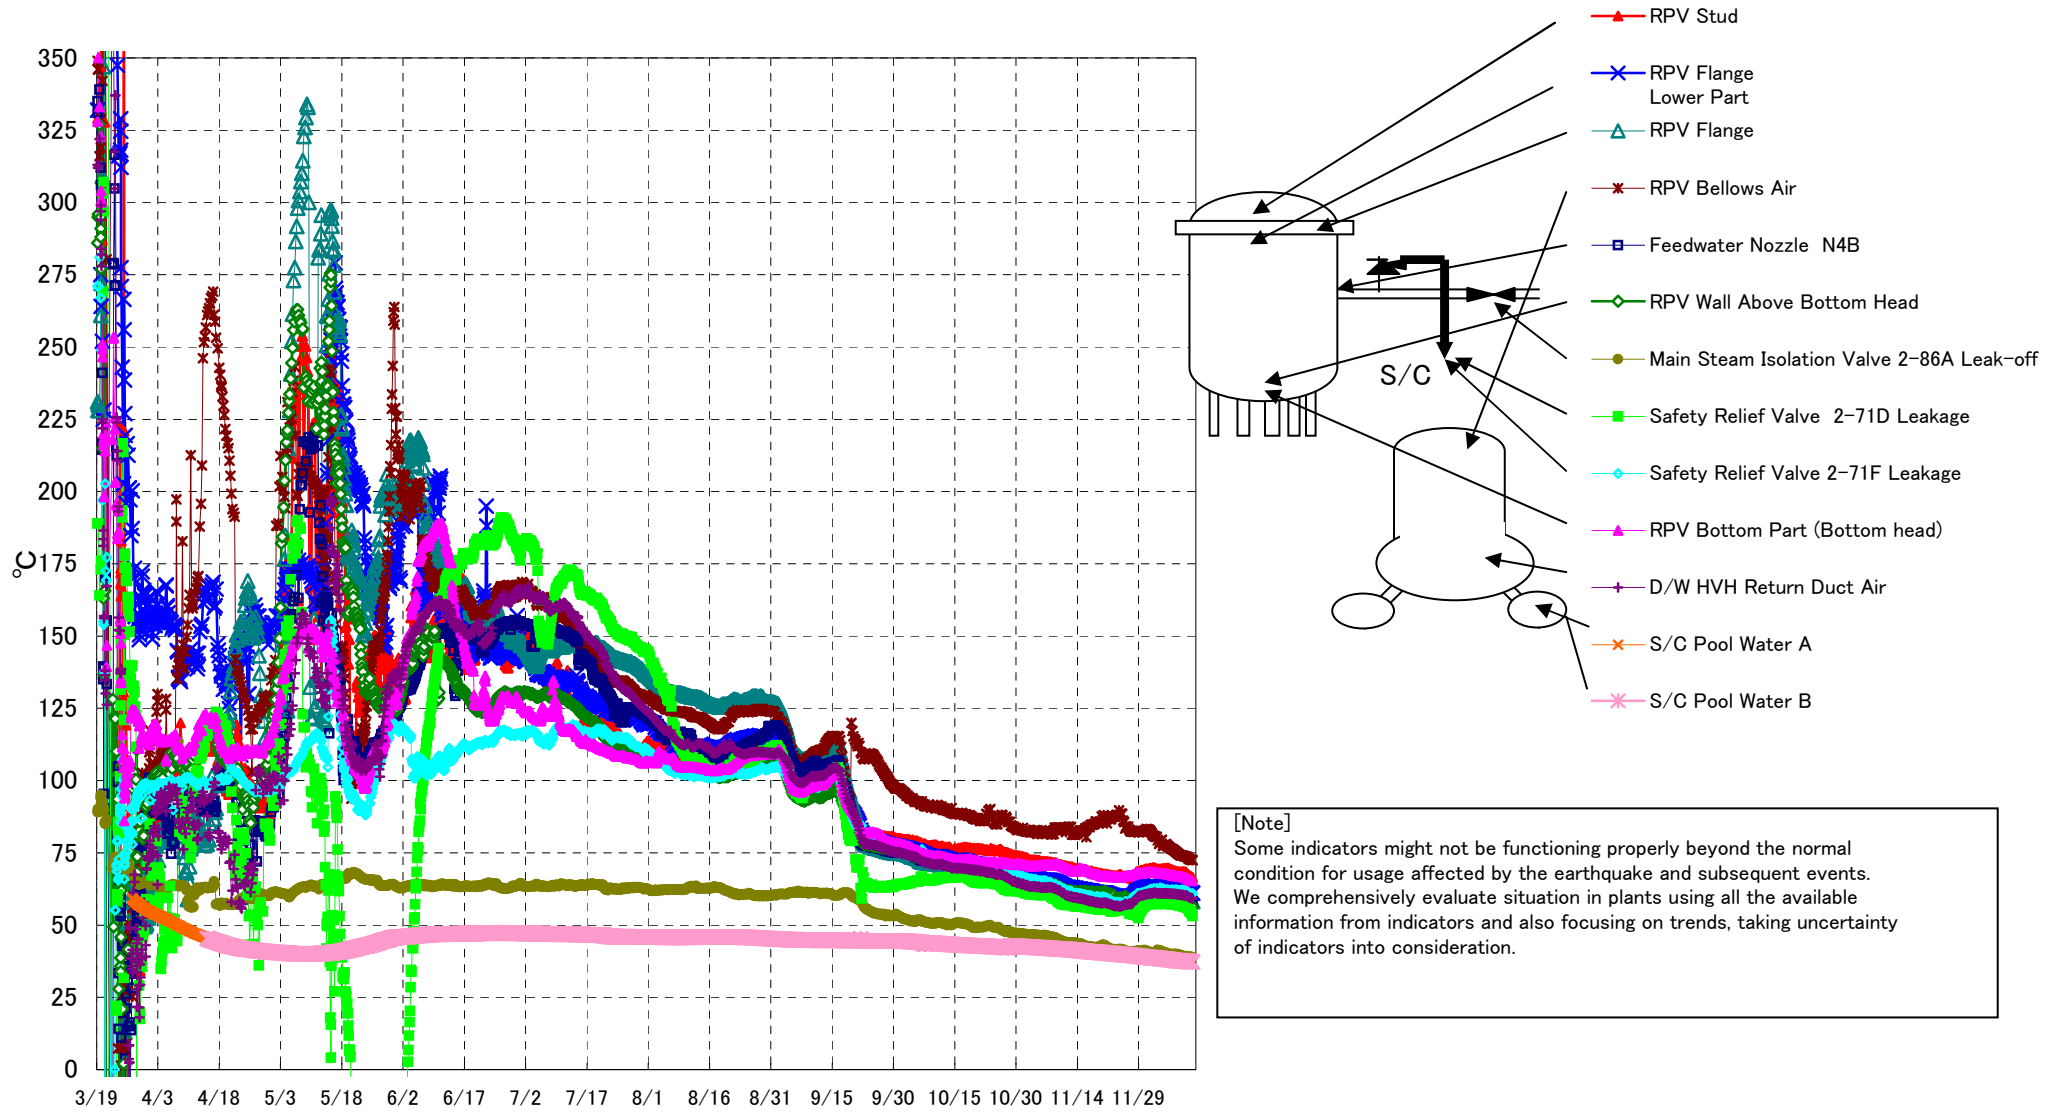 350
325
300
275
250
225
200
175
150
125
100
75
50
25
0
℃
3/19 4/3 4/18 5/3 5/18 6/2 6/17 7/2 7/17 8/1 8/16 8/31 9/15 9/30 10/15 10/30 11/14 11/29
RPV Stud
RPV Flange
Lower Part
RPV Flange
RPV Bellows Air
Feedwater Nozzle N4B
RPV Wall Above Bottom Head
Main Steam Isolation Valve 2-86A Leak-off
Safety Relief Valve 2-71D Leakage
Safety Relief Valve 2-71F Leakage
RPV Bottom Part (Bottom head)
D/W HVH Return Duct Air
S/C Pool Water A
S/C Pool Water B
S/C
[Note]
Some indicators might not be functioning properly beyond the normal
condition for usage affected by the earthquake and subsequent events.
We comprehensively evaluate situation in plants using all the available
information from indicators and also focusing on trends, taking uncertainty
of indicators into consideration.